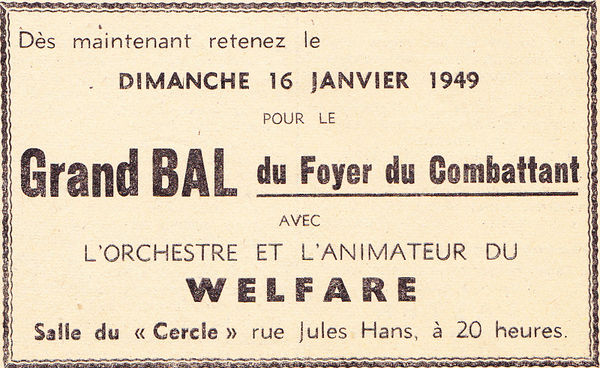 Dès maintenant retenez le
DIMANCHE 16 JANVIER 1949
POUR LE
Grand BAL du Foyer du Combattant
AVEC
L'ORCHESTRE ET L'ANIMATEUR DU
WELFARE
Salle du « Cercle » rue Jules Hans, à 20 heures.